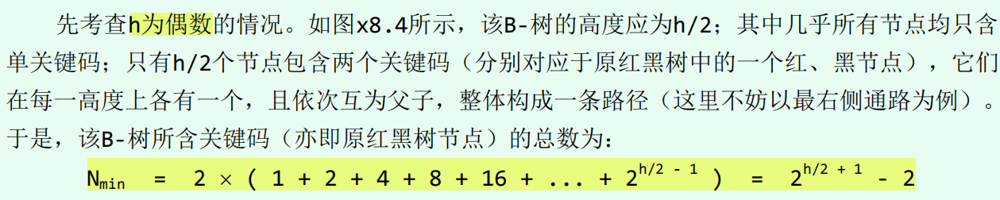 先考查h为偶数的情况。如图x8.4所示，该B-树的高度应为h/2；其中几乎所有节点均只含
单关键码；只有h/2个节点包含两个关键码（分别对应于原红黑树中的一个红、黑节点），它们
在每一高度上各有一个，且依次互为父子，整体构成一条路径（这里不妨以最右侧通路为例）。
于是，该B-树所含关键码（亦即原红黑树节点）的总数为：
N_min = 2 × ( 1 + 2 + 4 + 8 + 16 + ... + 2^(h/2 - 1) ) = 2^(h/2 + 1) - 2